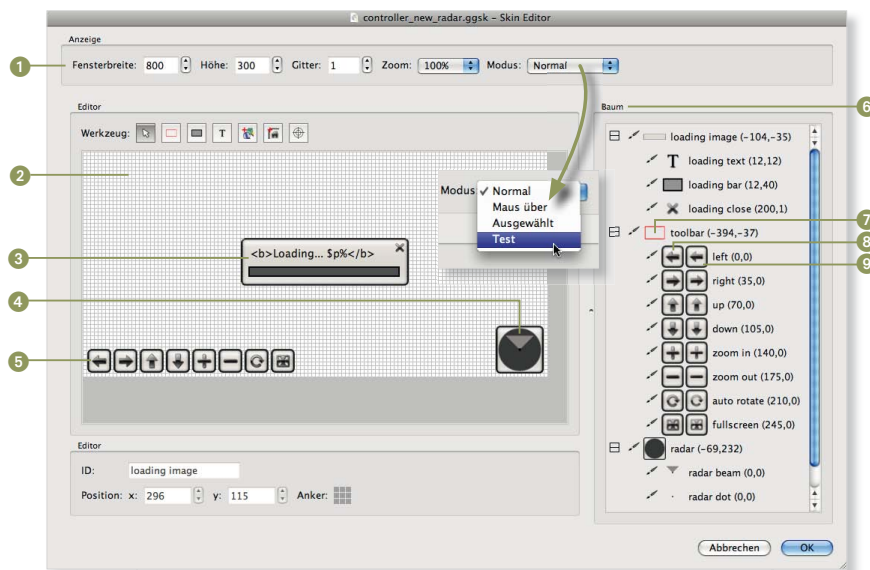 controller_new_radar.ggsk – Skin Editor
Anzeige
1
Fensterbreite: 800 Höhe: 300 Gitter: 1 Zoom: 100% Modus: Normal
Editor
Werkzeug: T
2
Modus ✓ Normal
Maus über
Ausgewählt
Test
3
<b>Loading... $p%</b>
4
5
Editor
ID: loading image
Position: x: 296 y: 115 Anker:
Baum
6
loading image (-104,-35)
T loading text (12,12)
loading bar (12,40)
loading close (200,1)
7
toolbar (-394,-37)
8
left (0,0)
9
right (35,0)
up (70,0)
down (105,0)
zoom in (140,0)
zoom out (175,0)
auto rotate (210,0)
fullscreen (245,0)
radar (-69,232)
radar beam (0,0)
radar dot (0,0)
Abbrechen OK